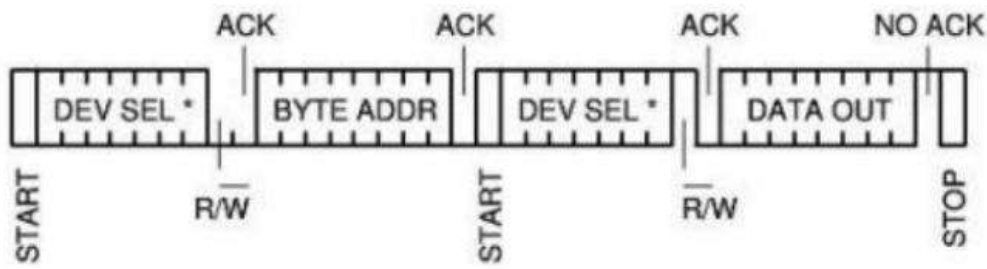 ACK ACK ACK NO ACK
DEV SEL * BYTE ADDR DEV SEL * DATA OUT
START R/W̅ START R̅/W STOP